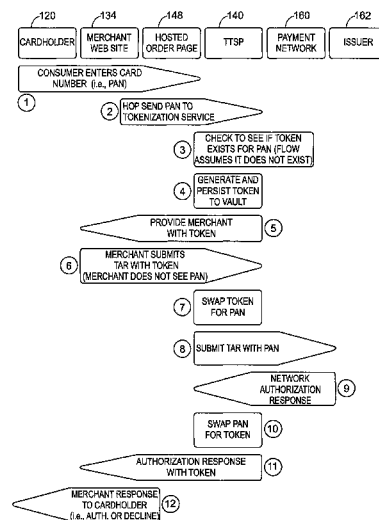 120 134 148 140 160 162
CARDHOLDER
MERCHANT
WEB SITE
HOSTED
ORDER PAGE
TTSP
PAYMENT
NETWORK
ISSUER
CONSUMER ENTERS CARD
NUMBER (i.e., PAN)
1
2
HOP SEND PAN TO
TOKENIZATION SERVICE
3
CHECK TO SEE IF TOKEN
EXISTS FOR PAN (FLOW
ASSUMES IT DOES NOT EXIST)
4
GENERATE AND
PERSIST TOKEN
TO VAULT
PROVIDE MERCHANT
WITH TOKEN
5
6
MERCHANT SUBMITS
TAR WITH TOKEN
(MERCHANT DOES NOT SEE PAN)
7
SWAP TOKEN
FOR PAN
8
SUBMIT TAR WITH PAN
NETWORK
AUTHORIZATION
RESPONSE
9
SWAP PAN
FOR TOKEN
10
AUTHORIZATION RESPONSE
WITH TOKEN
11
MERCHANT RESPONSE
TO CARDHOLDER
(i.e., AUTH. OR DECLINE)
12